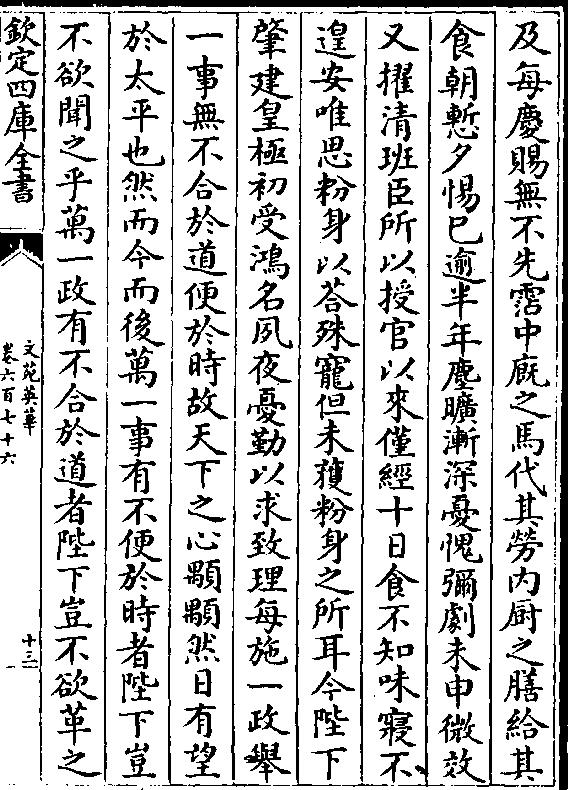 及每慶賜無不先霑中厩之馬代其勞内厨之膳給其
食朝慙夕惕巳逾半年塵曠漸深憂愧彌劇未申微效
又擢清班臣所以授官以來僅經十日食不知味寢不
遑安唯思粉身以荅殊寵但未獲粉身之所耳今陛下
肇建皇極初受鴻名夙夜憂勤以求致理每施一政舉
一事無不合於道便於時故天下之心顒顒然日有望
於太平也然而今而後萬一事有不便於時者陛下豈
不欲聞之乎萬一政有不合於道者陛下豈不欲革之
欽定四庫全書
文苑英華
卷六百七十六
十三